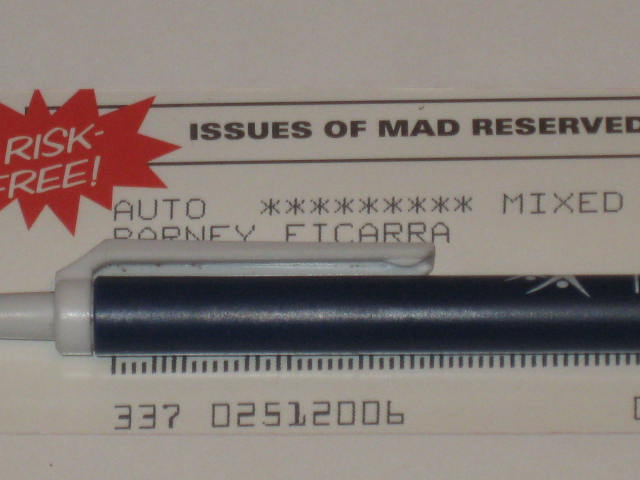 RISK-
FREE!
ISSUES OF MAD RESERVED
AUTO ********* MIXED
BARNEY FICARRA
337 02512006